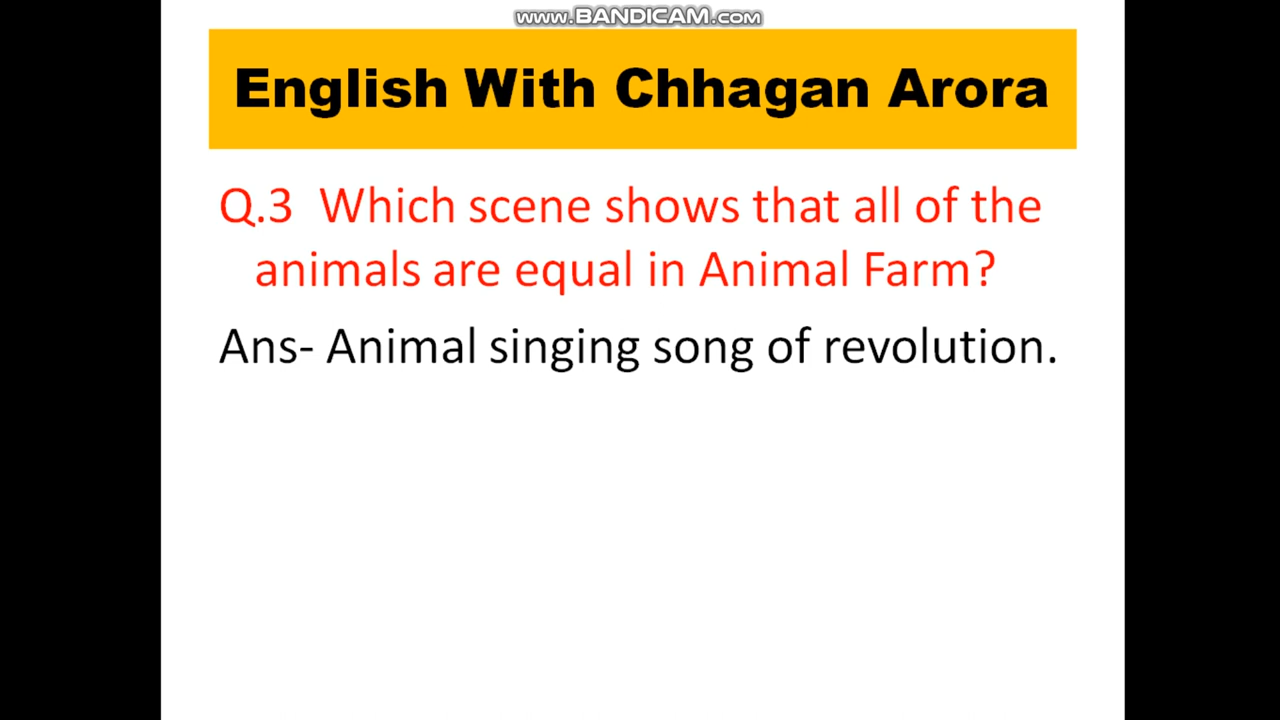 www.BANDICAM.com
English With Chhagan Arora
Q.3 Which scene shows that all of the
animals are equal in Animal Farm?
Ans- Animal singing song of revolution.